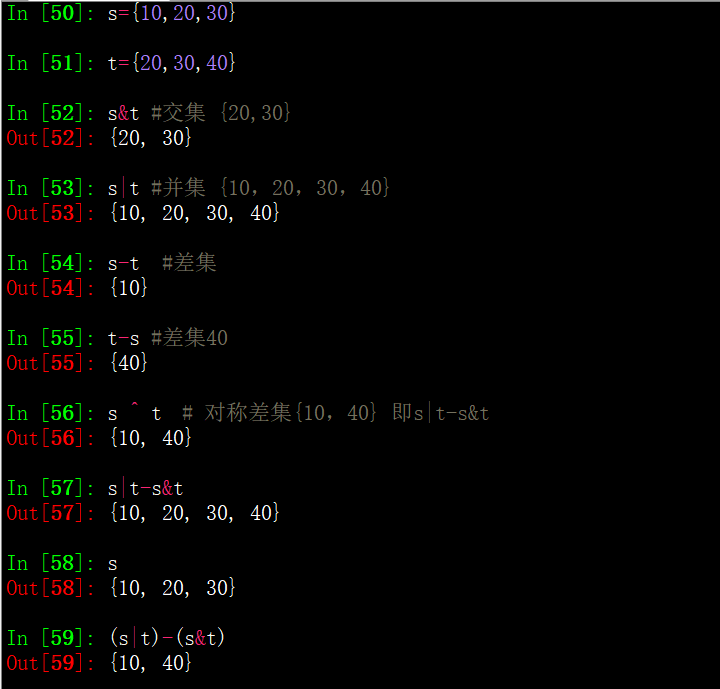 In [50]: s={10,20,30}
In [51]: t={20,30,40}
In [52]: s&t #交集 {20,30}
Out[52]: {20, 30}
In [53]: s|t #并集 {10，20，30，40}
Out[53]: {10, 20, 30, 40}
In [54]: s-t  #差集
Out[54]: {10}
In [55]: t-s #差集40
Out[55]: {40}
In [56]: s ^ t  # 对称差集{10，40} 即s|t-s&t
Out[56]: {10, 40}
In [57]: s|t-s&t
Out[57]: {10, 20, 30, 40}
In [58]: s
Out[58]: {10, 20, 30}
In [59]: (s|t)-(s&t)
Out[59]: {10, 40}